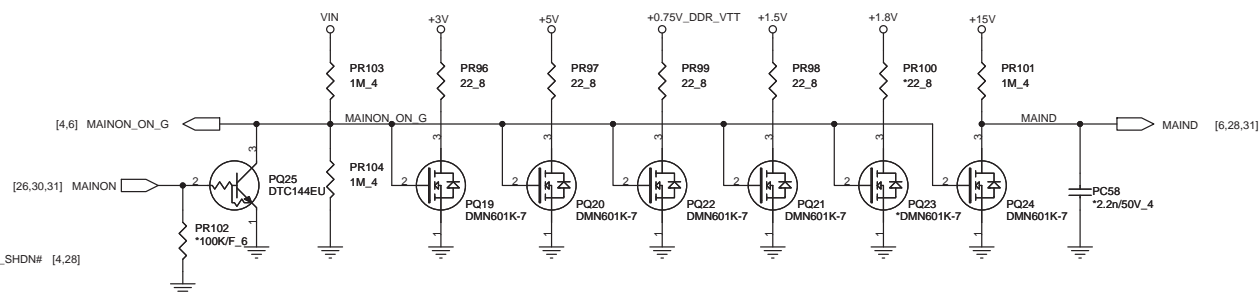 VIN
+3V
+5V
+0.75V_DDR_VTT
+1.5V
+1.8V
+15V
PR103
1M_4
PR96
22_8
PR97
22_8
PR99
22_8
PR98
22_8
PR100
*22_8
PR101
1M_4
[4,6] MAINON_ON_G
MAINON_ON_G
MAIND
MAIND [6,28,31]
3
3
3
3
3
3
3
[26,30,31] MAINON
2
PQ25
DTC144EU
PR104
1M_4
2
2
2
2
2
2
PQ19
DMN601K-7
PQ20
DMN601K-7
PQ22
DMN601K-7
PQ21
DMN601K-7
PQ23
*DMN601K-7
PQ24
DMN601K-7
PC58
*2.2n/50V_4
PR102
*100K/F_6
1
1
1
1
1
1
1
_SHDN# [4,28]